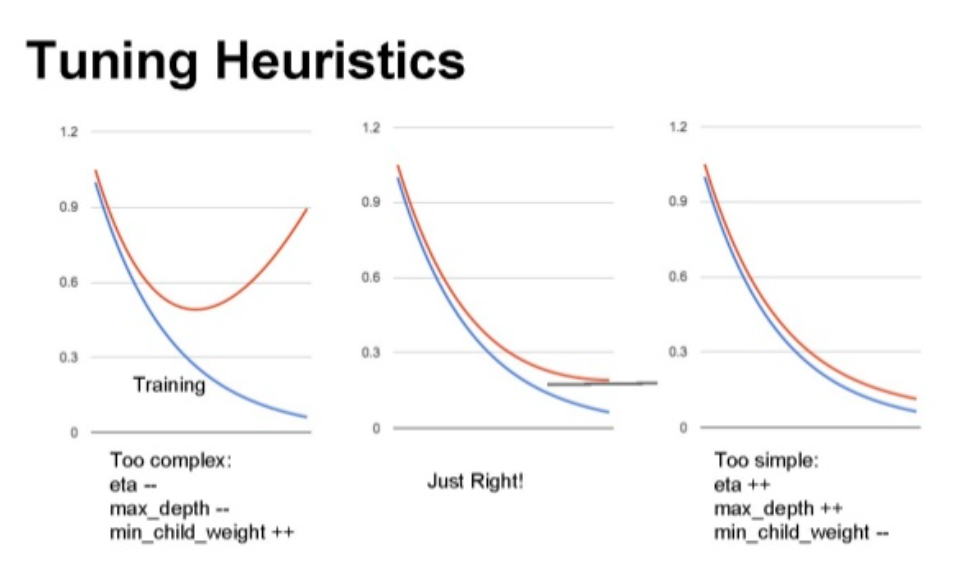 Tuning Heuristics
1.2
0.9
0.6
0.3
0
Training
Too complex:
eta --
max_depth --
min_child_weight ++
1.2
0.9
0.6
0.3
0
Just Right!
1.2
0.9
0.6
0.3
0
Too simple:
eta ++
max_depth ++
min_child_weight --